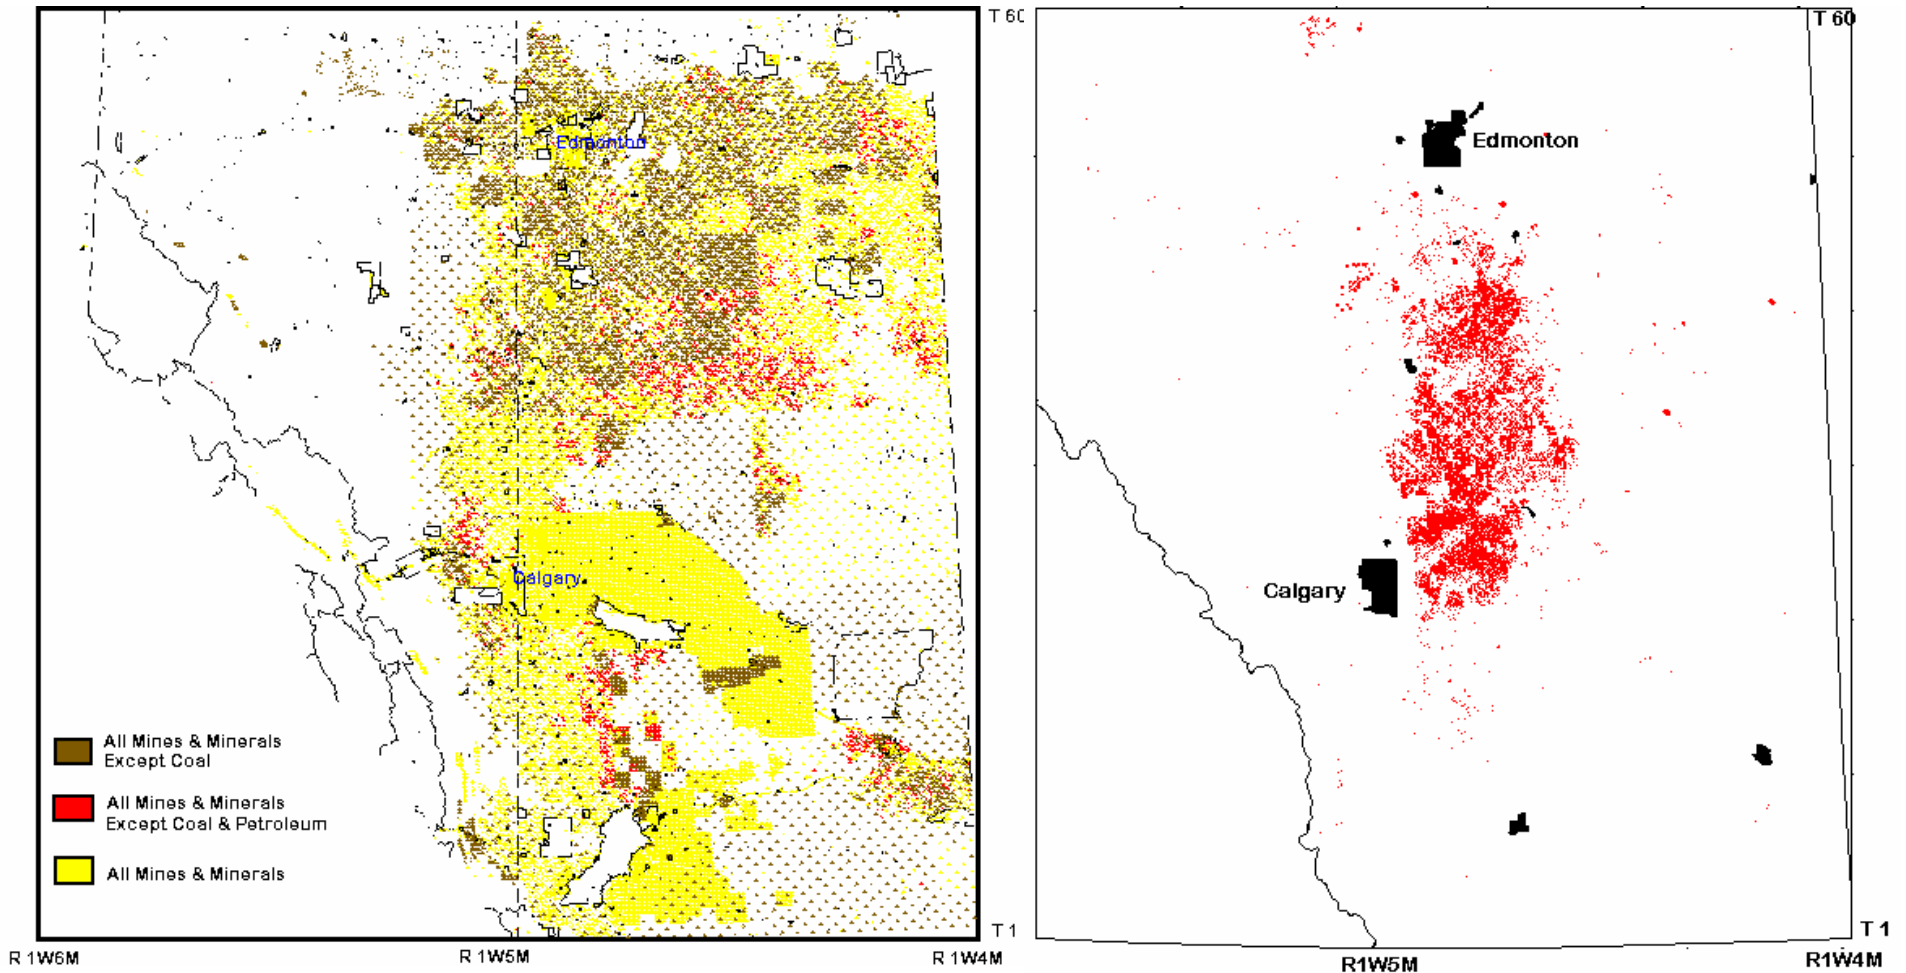 T 60
Edmonton
Calgary
All Mines & Minerals
Except Coal
All Mines & Minerals
Except Coal & Petroleum
All Mines & Minerals
T 1
R 1W6M
R 1W5M
R 1W4M
T 60
Edmonton
Calgary
T 1
R1W5M
R1W4M